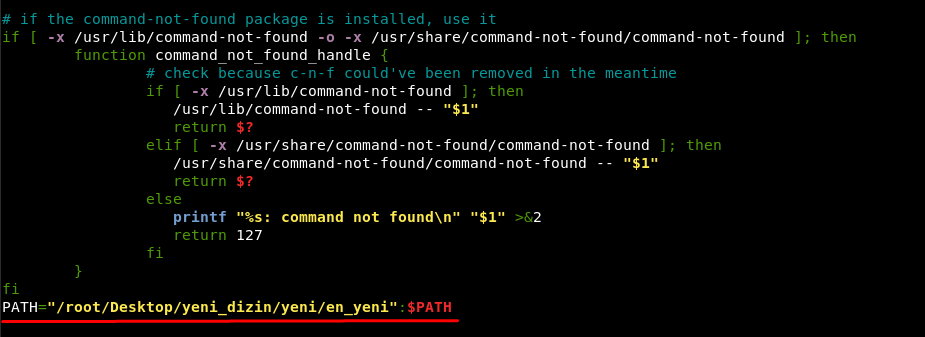 # if the command-not-found package is installed, use it
if [ -x /usr/lib/command-not-found -o -x /usr/share/command-not-found/command-not-found ]; then
        function command_not_found_handle {
                # check because c-n-f could've been removed in the meantime
                if [ -x /usr/lib/command-not-found ]; then
                   /usr/lib/command-not-found -- "$1"
                   return $?
                elif [ -x /usr/share/command-not-found/command-not-found ]; then
                   /usr/share/command-not-found/command-not-found -- "$1"
                   return $?
                else
                   printf "%s: command not found\n" "$1" >&2
                   return 127
                fi
        }
fi
PATH="/root/Desktop/yeni_dizin/yeni/en_yeni":$PATH